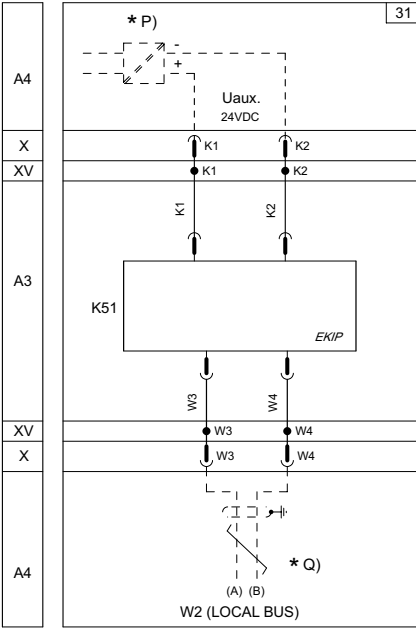 31
* P)
-
+
A4
Uaux.
24VDC
X
K1
K2
XV
K1
K2
K1
K2
A3
K51
EKIP
W3
W4
XV
W3
W4
X
W3
W4
* Q)
A4
(A) (B)
W2 (LOCAL BUS)